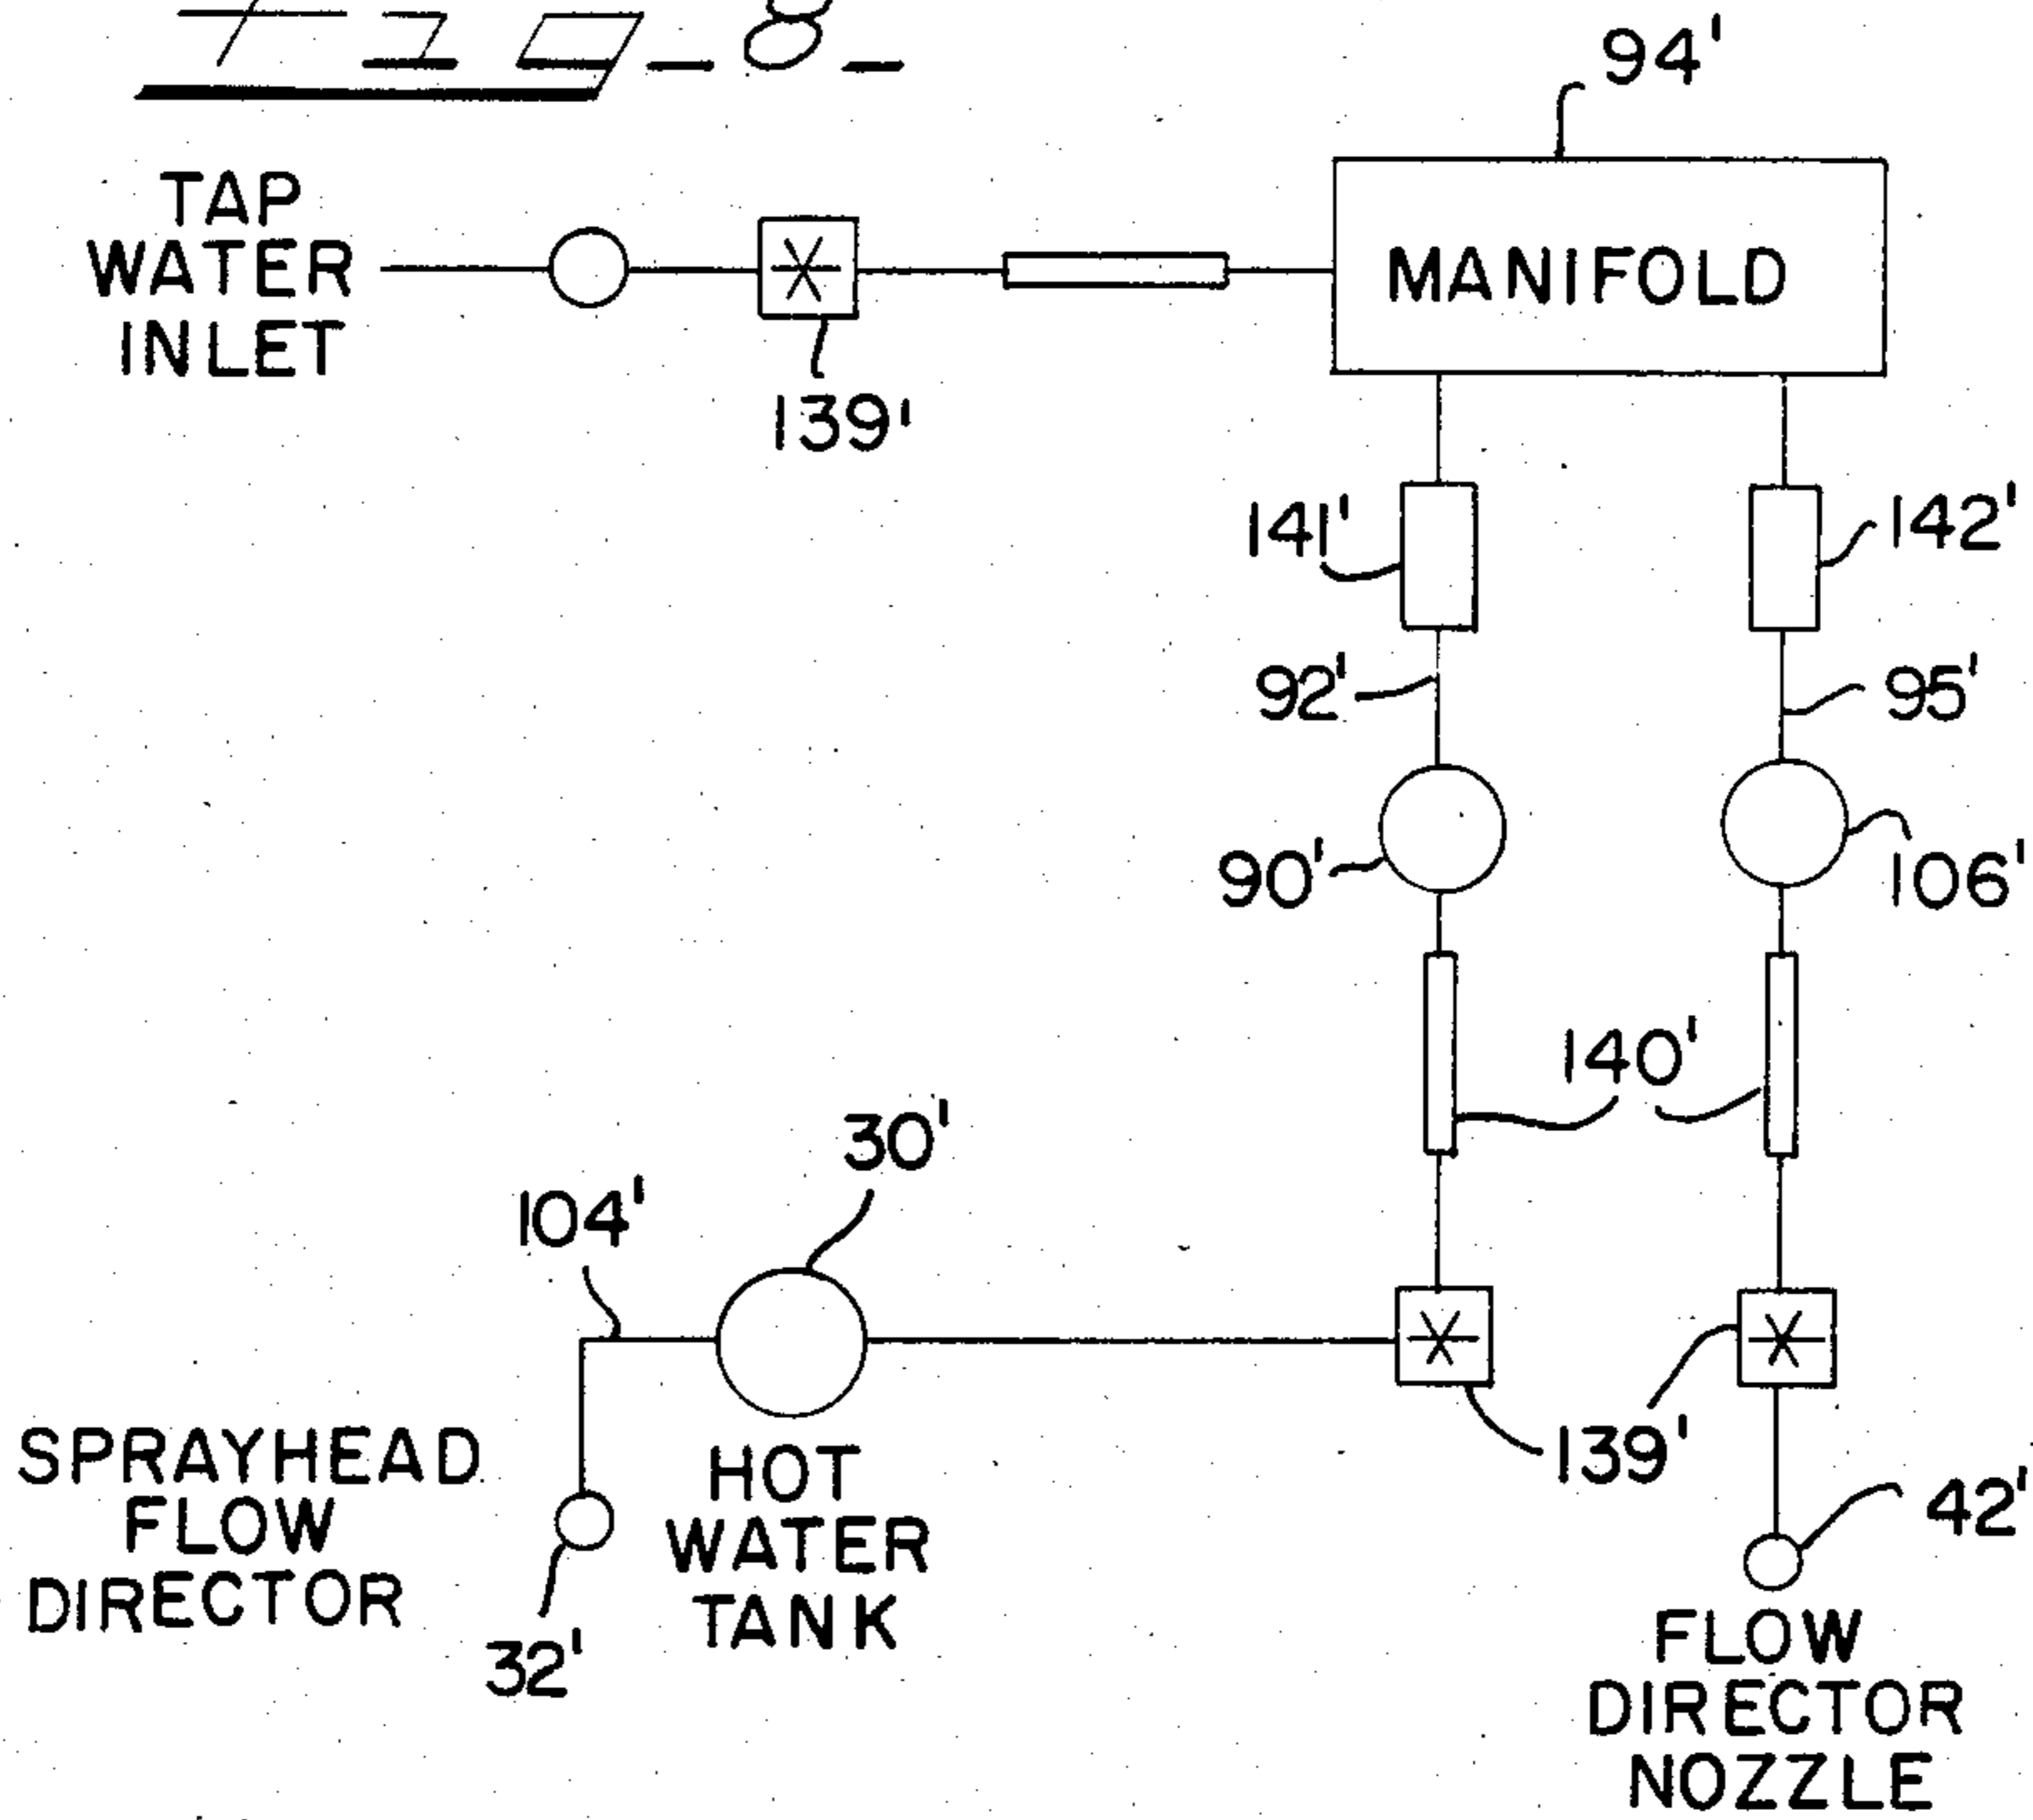 Fig_8_
94'
TAP
WATER
INLET
MANIFOLD
139'
141'
142'
92'
95'
90'
106'
140'
30'
104'
139'
SPRAYHEAD
FLOW
DIRECTOR
HOT
WATER
TANK
32'
42'
FLOW
DIRECTOR
NOZZLE